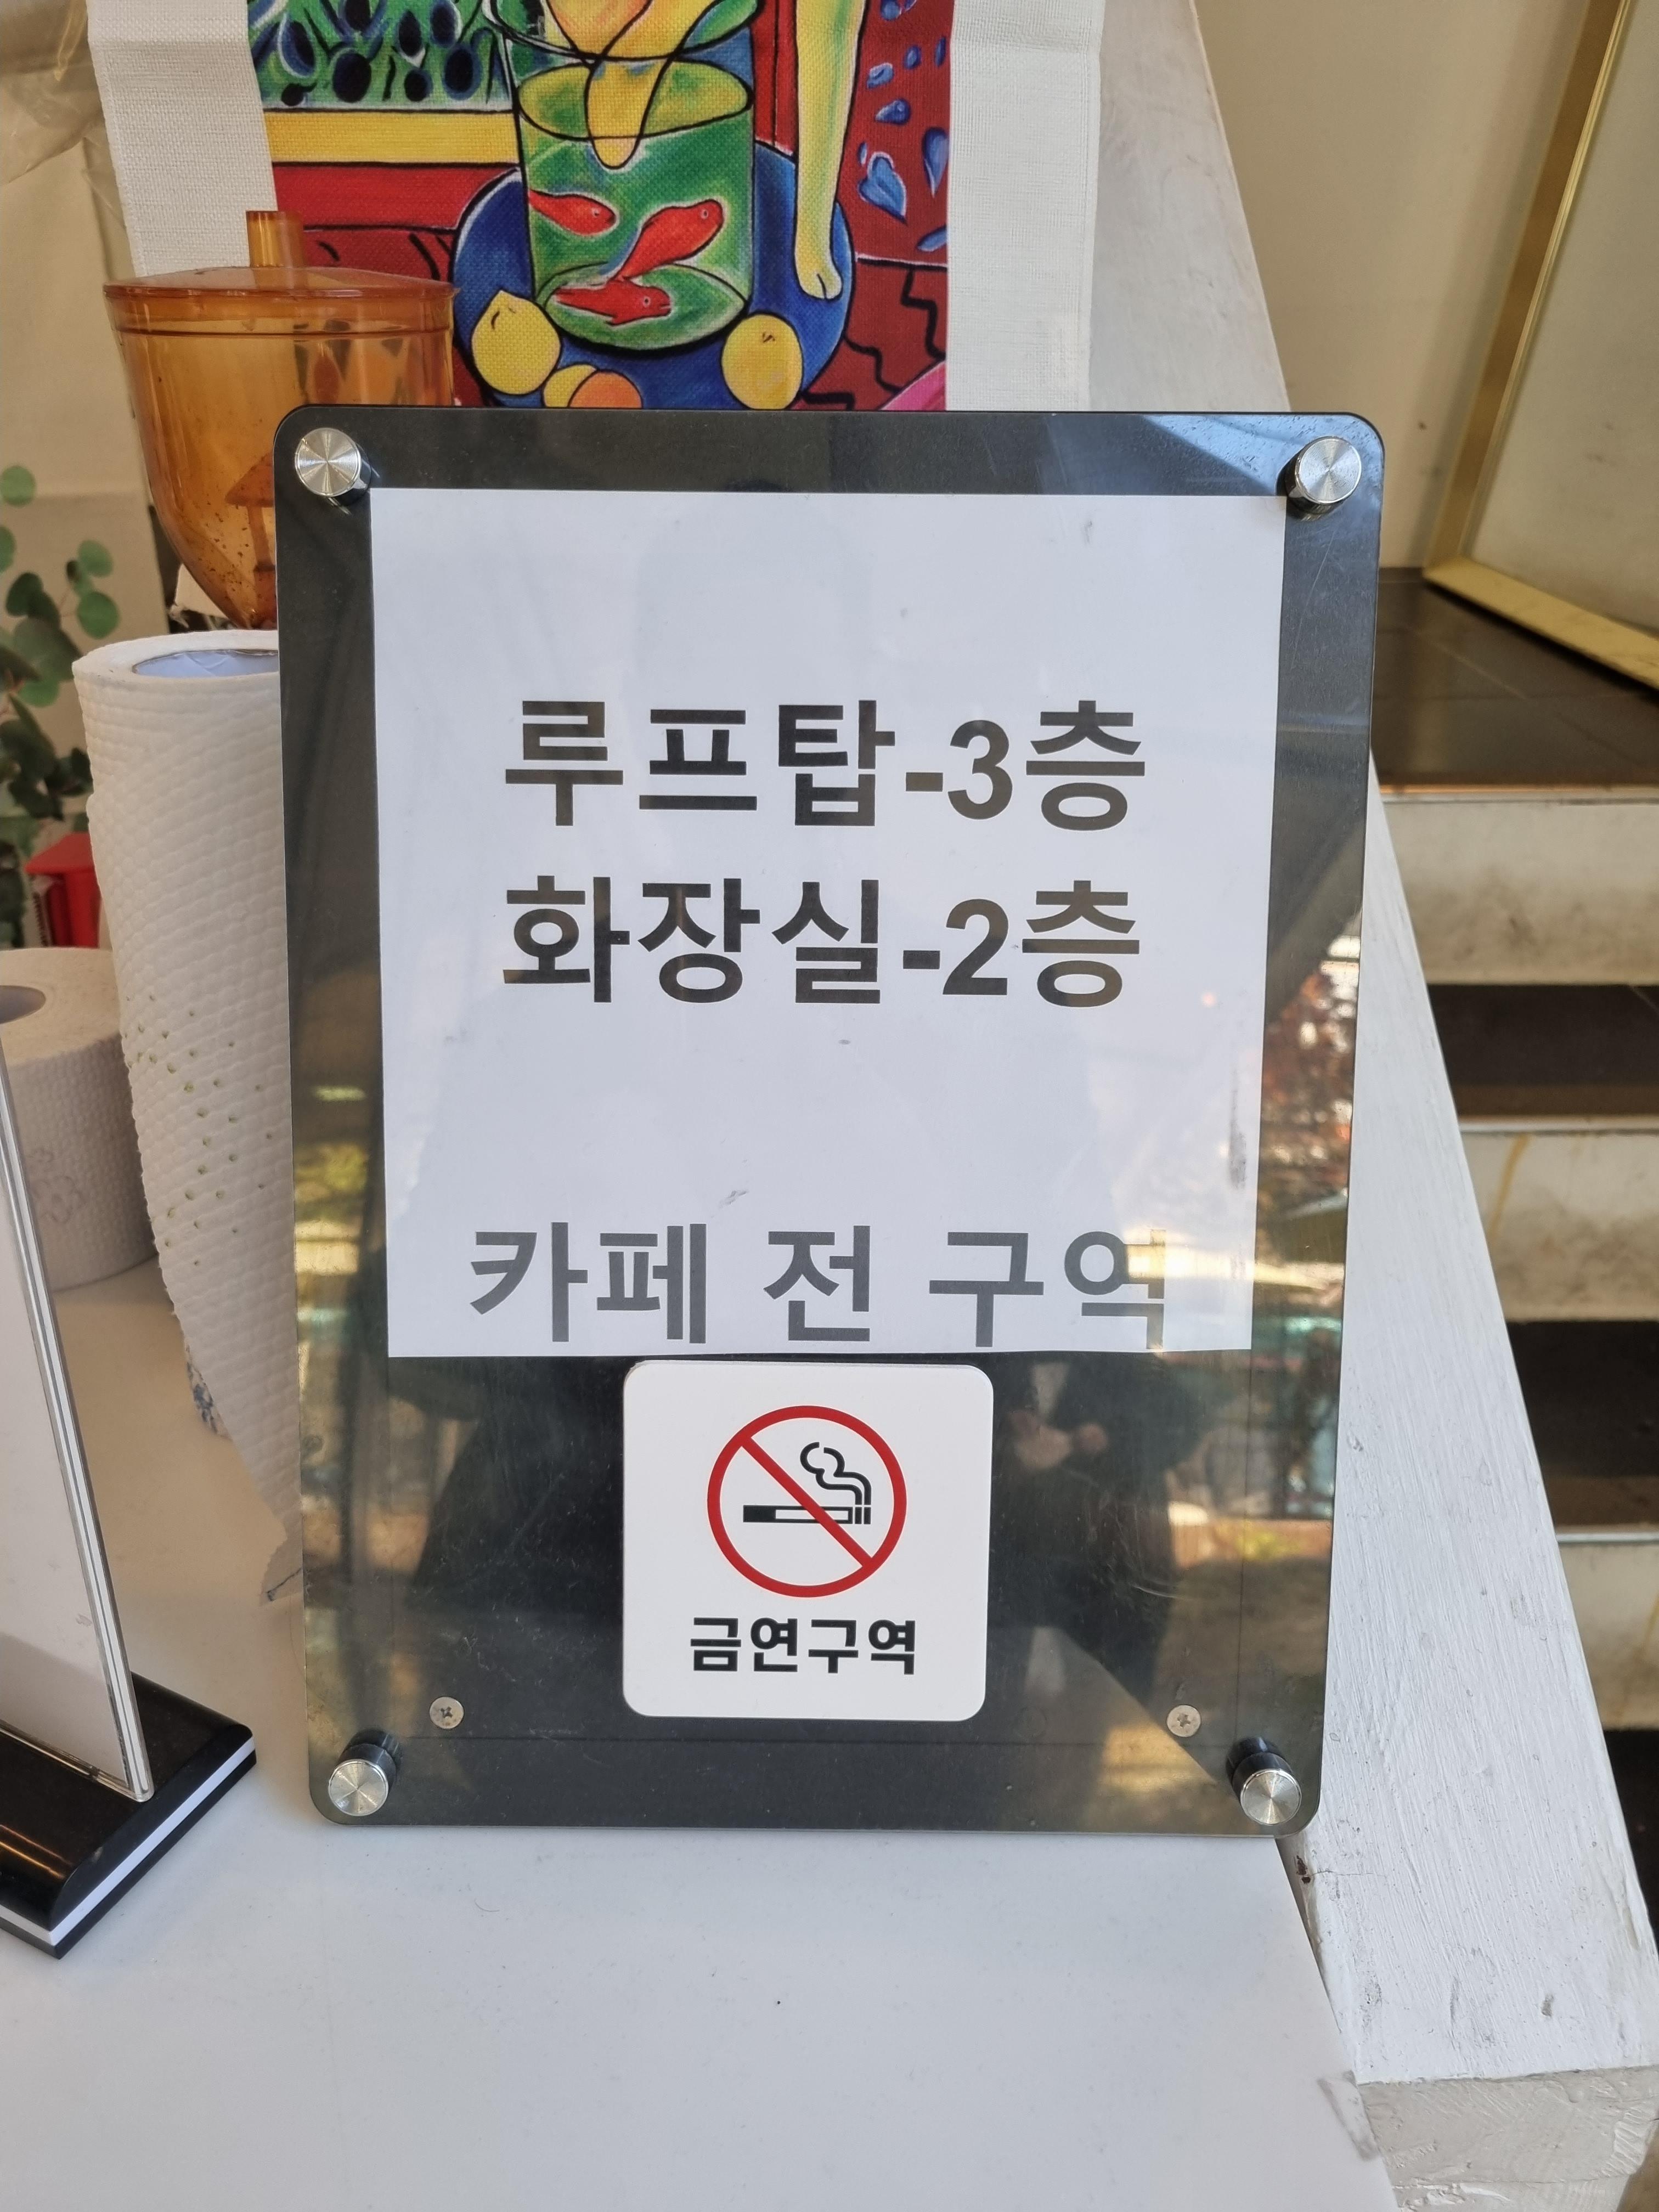 루프탑-3층
화장실-2층
카페 전 구역
금연구역